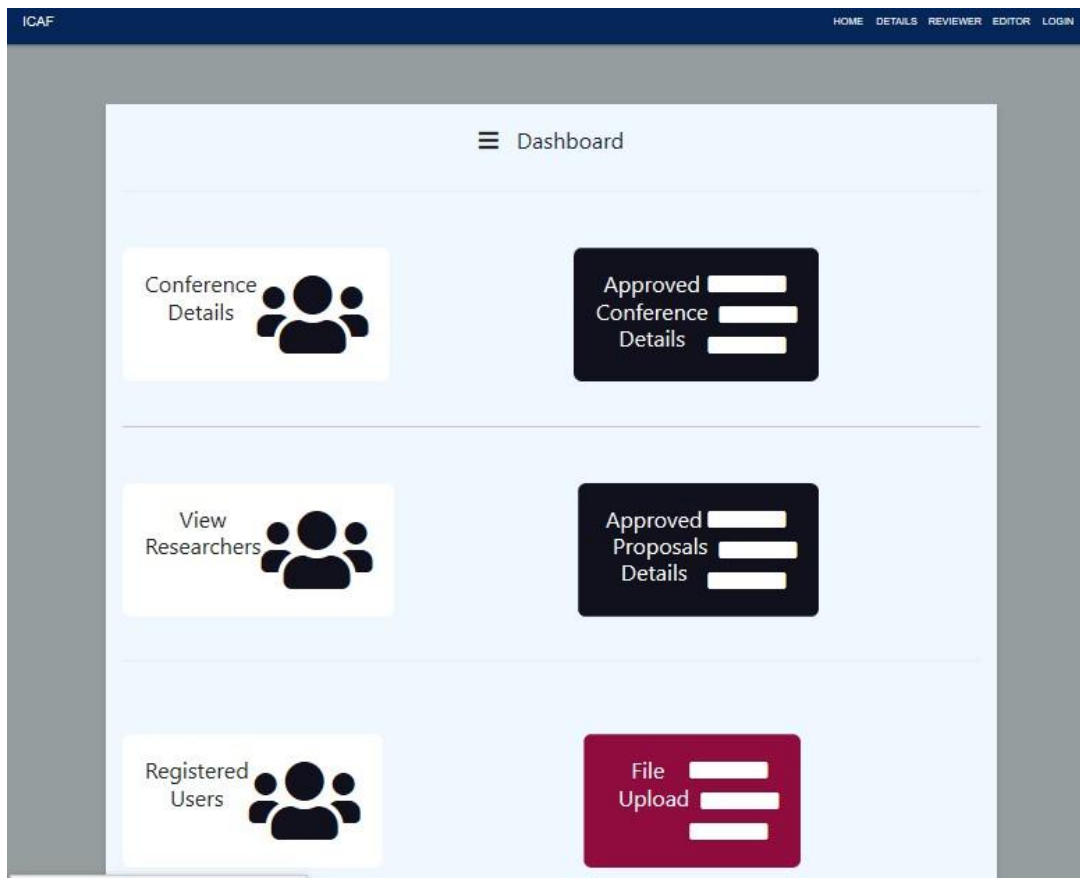 ICAF
HOME DETAILS REVIEWER EDITOR LOGIN
Dashboard
Conference
Details
Approved
Conference
Details
View
Researchers
Approved
Proposals
Details
Registered
Users
File
Upload